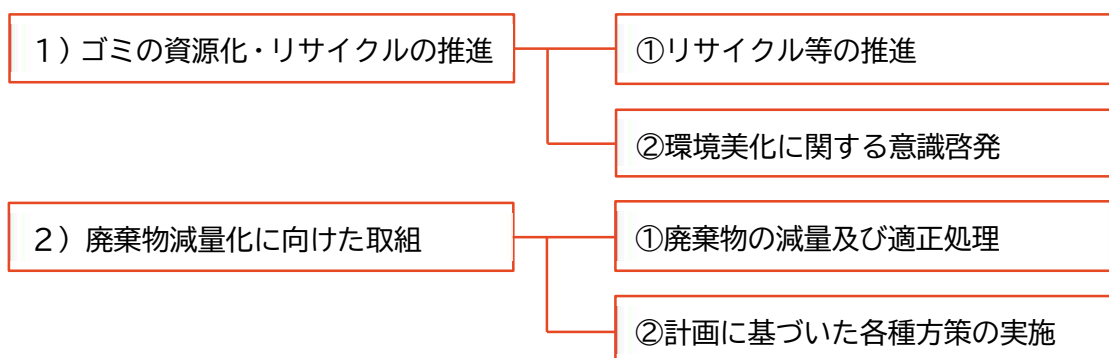 1）ゴミの資源化・リサイクルの推進
①リサイクル等の推進
②環境美化に関する意識啓発
2）廃棄物減量化に向けた取組
①廃棄物の減量及び適正処理
②計画に基づいた各種方策の実施